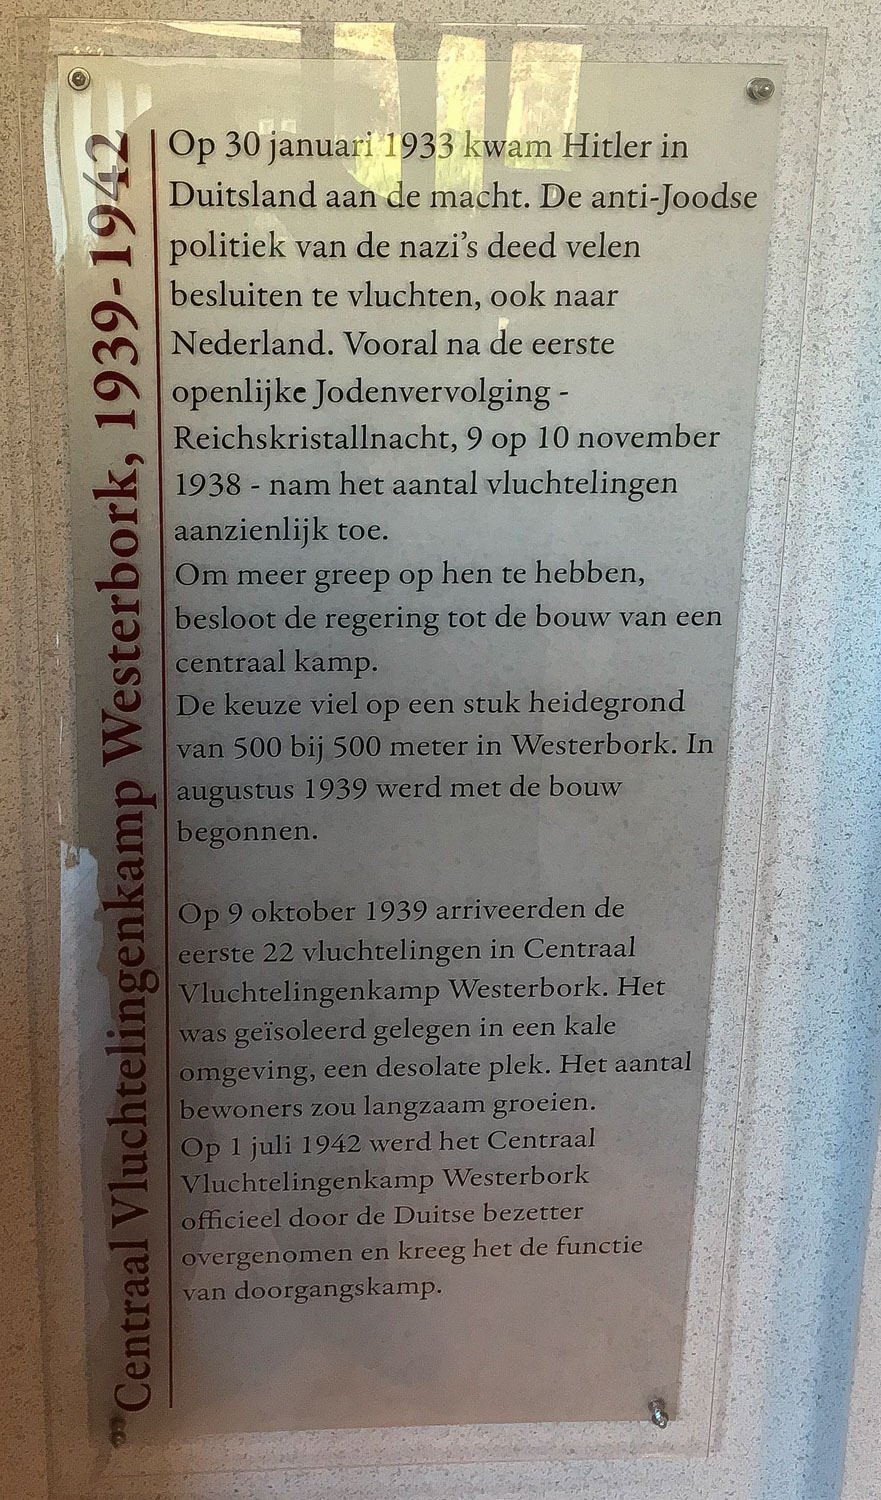 Centraal Vluchtelingenkamp Westerbork, 1939-1942
Op 30 januari 1933 kwam Hitler in
Duitsland aan de macht. De anti-Joodse
politiek van de nazi's deed velen
besluiten te vluchten, ook naar
Nederland. Vooral na de eerste
openlijke Jodenvervolging -
Reichskristallnacht, 9 op 10 november
1938 - nam het aantal vluchtelingen
aanzienlijk toe.
Om meer greep op hen te hebben,
besloot de regering tot de bouw van een
centraal kamp.
De keuze viel op een stuk heidegrond
van 500 bij 500 meter in Westerbork. In
augustus 1939 werd met de bouw
begonnen.
Op 9 oktober 1939 arriveerden de
eerste 22 vluchtelingen in Centraal
Vluchtelingenkamp Westerbork. Het
was geïsoleerd gelegen in een kale
omgeving, een desolate plek. Het aantal
bewoners zou langzaam groeien.
Op 1 juli 1942 werd het Centraal
Vluchtelingenkamp Westerbork
officieel door de Duitse bezetter
overgenomen en kreeg het de functie
van doorgangskamp.